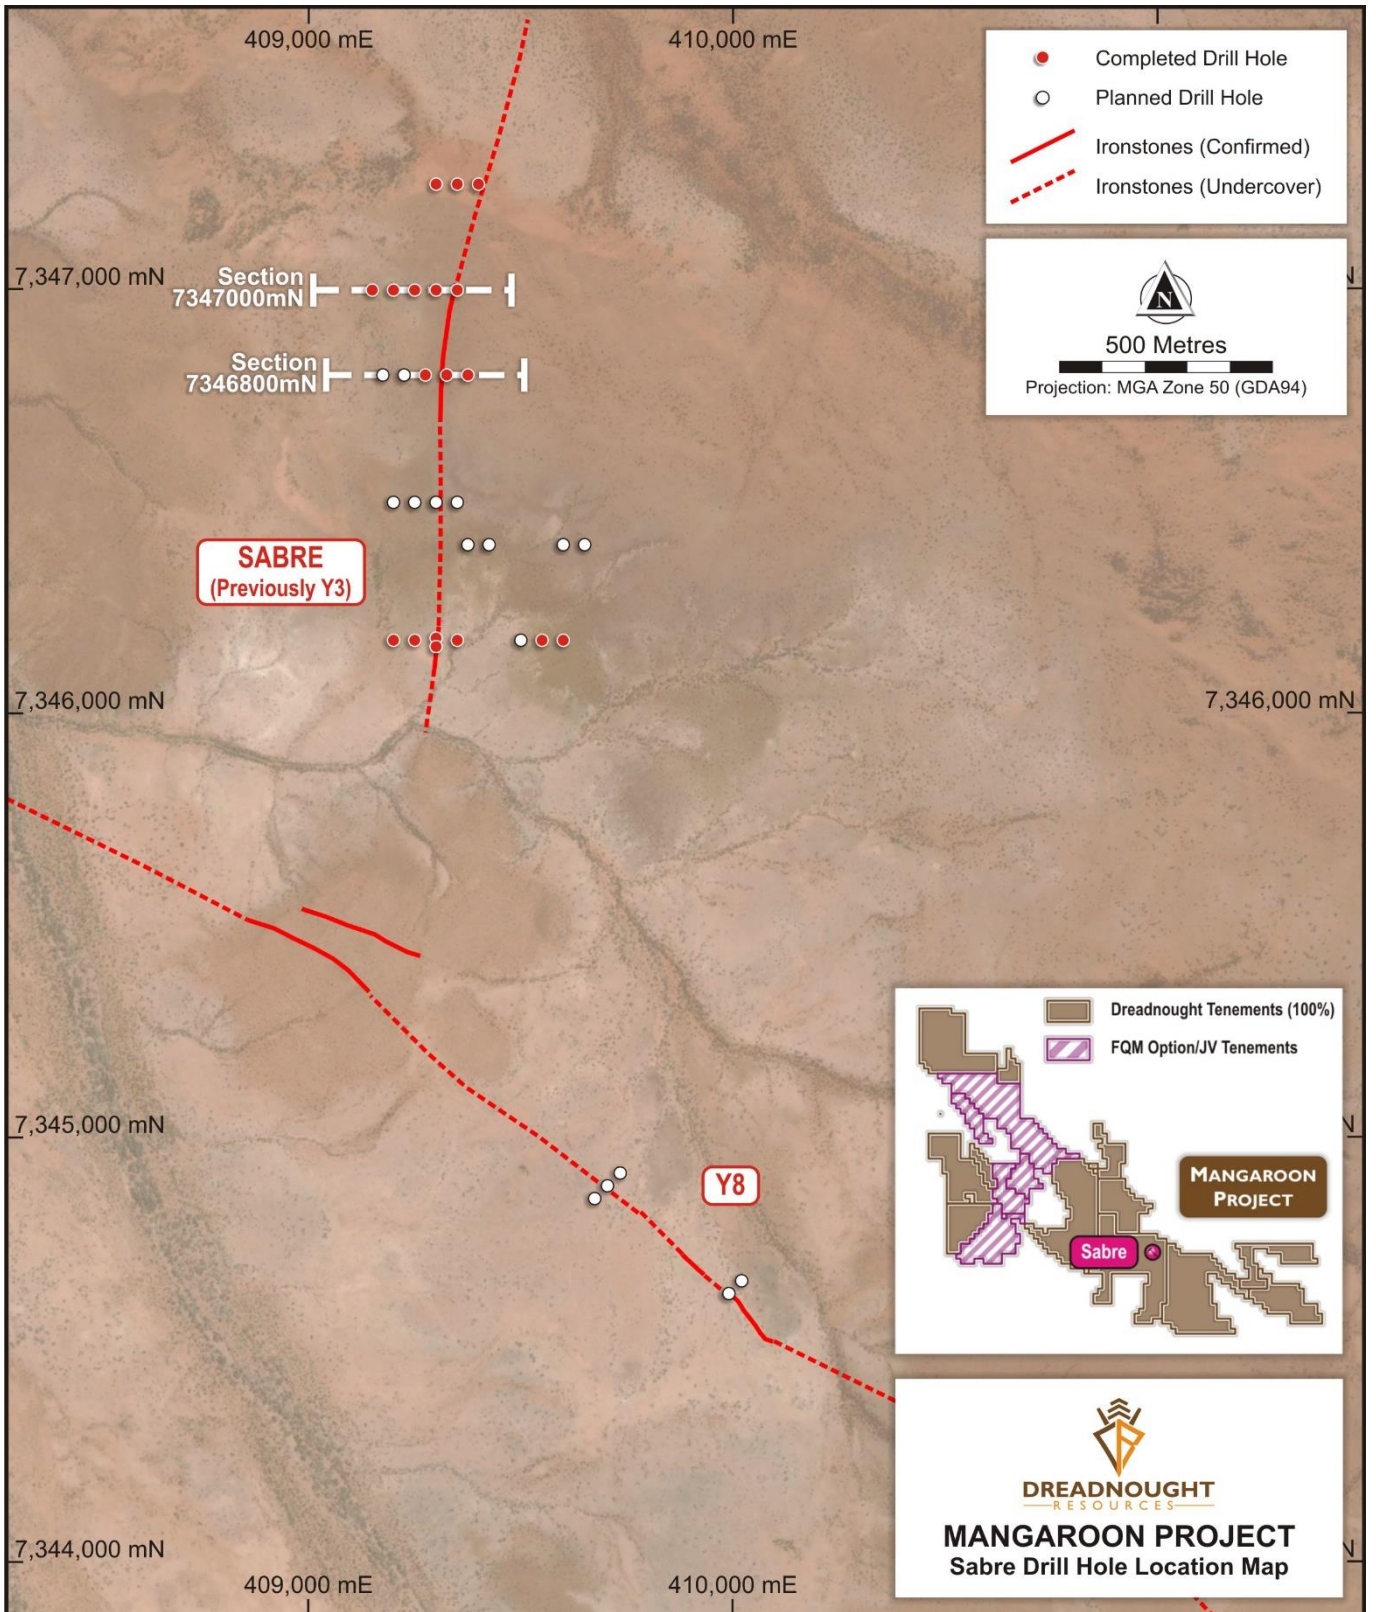 409,000 mE
410,000 mE
Completed Drill Hole
Planned Drill Hole
Ironstones (Confirmed)
Ironstones (Undercover)
7,347,000 mN
N
Section
7347000mN
Section
7346800mN
N
500 Metres
Projection: MGA Zone 50 (GDA94)
SABRE
(Previously Y3)
7,346,000 mN
7,346,000 mN
Dreadnought Tenements (100%)
FQM Option/JV Tenements
7,345,000 mN
N
MANGAROON
PROJECT
Y8
Sabre
DREADNOUGHT
RESOURCES
MANGAROON PROJECT
Sabre Drill Hole Location Map
7,344,000 mN
N
409,000 mE
410,000 mE